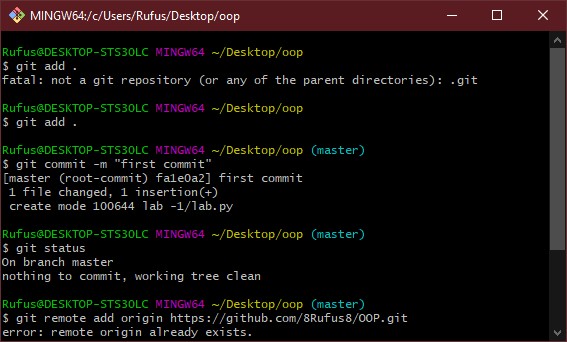 MINGW64:/c/Users/Rufus/Desktop/oop
Rufus@DESKTOP-STS30LC MINGW64 ~/Desktop/oop
$ git add .
fatal: not a git repository (or any of the parent directories): .git
Rufus@DESKTOP-STS30LC MINGW64 ~/Desktop/oop
$ git add .
Rufus@DESKTOP-STS30LC MINGW64 ~/Desktop/oop (master)
$ git commit -m "first commit"
[master (root-commit) fa1e0a2] first commit
 1 file changed, 1 insertion(+)
 create mode 100644 lab -1/lab.py
Rufus@DESKTOP-STS30LC MINGW64 ~/Desktop/oop (master)
$ git status
On branch master
nothing to commit, working tree clean
Rufus@DESKTOP-STS30LC MINGW64 ~/Desktop/oop (master)
$ git remote add origin https://github.com/8Rufus8/OOP.git
error: remote origin already exists.